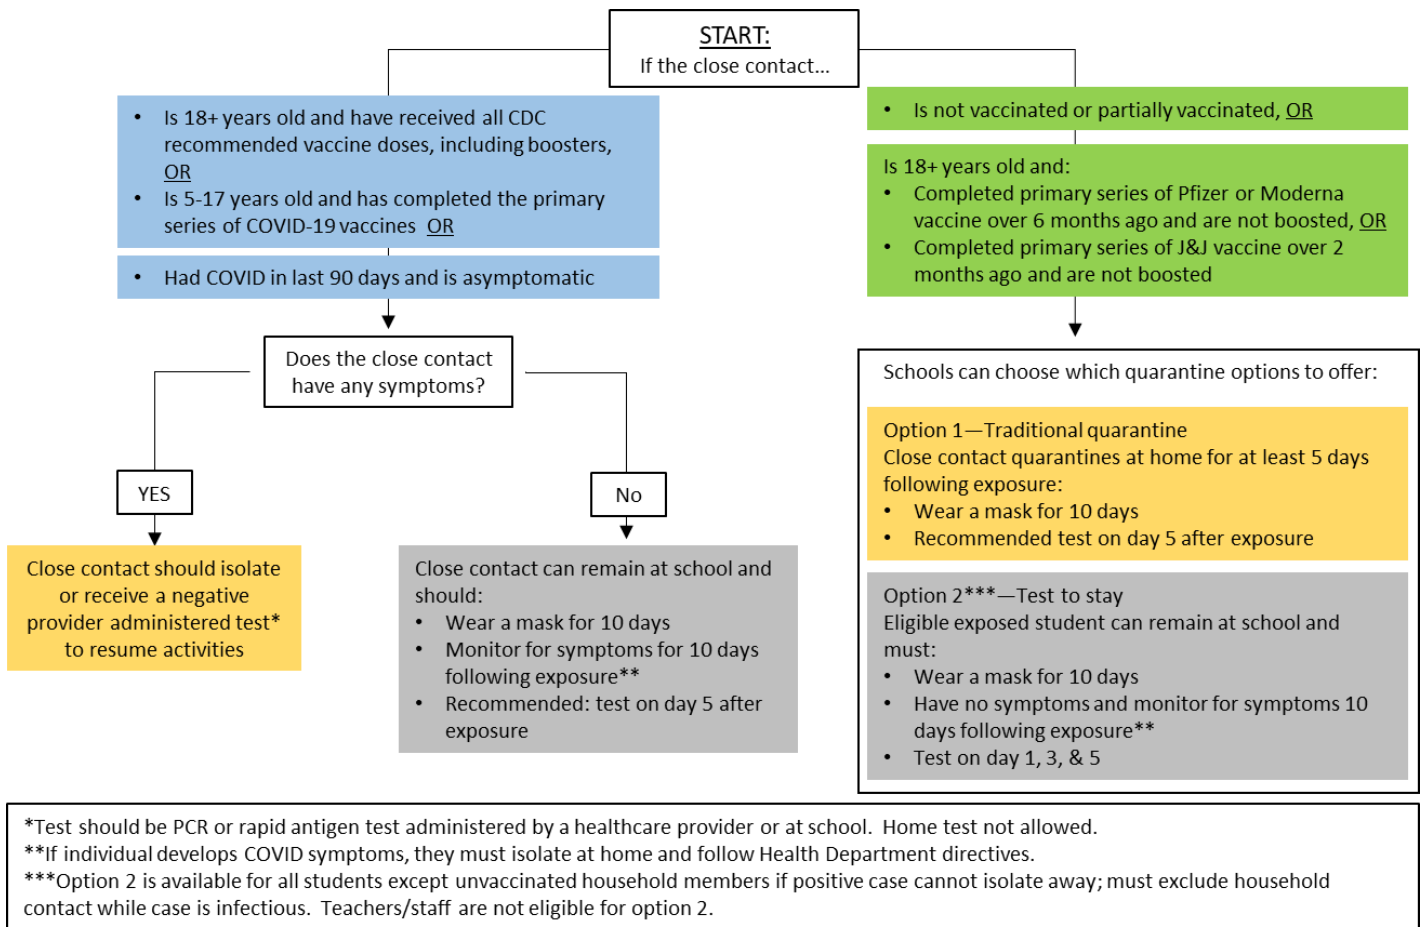 START:
If the close contact...
• Is 18+ years old and have received all CDC
recommended vaccine doses, including boosters,
OR
• Is 5-17 years old and has completed the primary
series of COVID-19 vaccines OR
• Had COVID in last 90 days and is asymptomatic
• Is not vaccinated or partially vaccinated, OR
Is 18+ years old and:
• Completed primary series of Pfizer or Moderna
vaccine over 6 months ago and are not boosted, OR
• Completed primary series of J&J vaccine over 2
months ago and are not boosted
Does the close contact
have any symptoms?
YES
No
Close contact should isolate
or receive a negative
provider administered test*
to resume activities
Close contact can remain at school and
should:
• Wear a mask for 10 days
• Monitor for symptoms for 10 days
following exposure**
• Recommended: test on day 5 after
exposure
Schools can choose which quarantine options to offer:
Option 1—Traditional quarantine
Close contact quarantines at home for at least 5 days
following exposure:
• Wear a mask for 10 days
• Recommended test on day 5 after exposure
Option 2***—Test to stay
Eligible exposed student can remain at school and
must:
• Wear a mask for 10 days
• Have no symptoms and monitor for symptoms 10
days following exposure**
• Test on day 1, 3, & 5
*Test should be PCR or rapid antigen test administered by a healthcare provider or at school.  Home test not allowed.
**If individual develops COVID symptoms, they must isolate at home and follow Health Department directives.
***Option 2 is available for all students except unvaccinated household members if positive case cannot isolate away; must exclude household
contact while case is infectious.  Teachers/staff are not eligible for option 2.